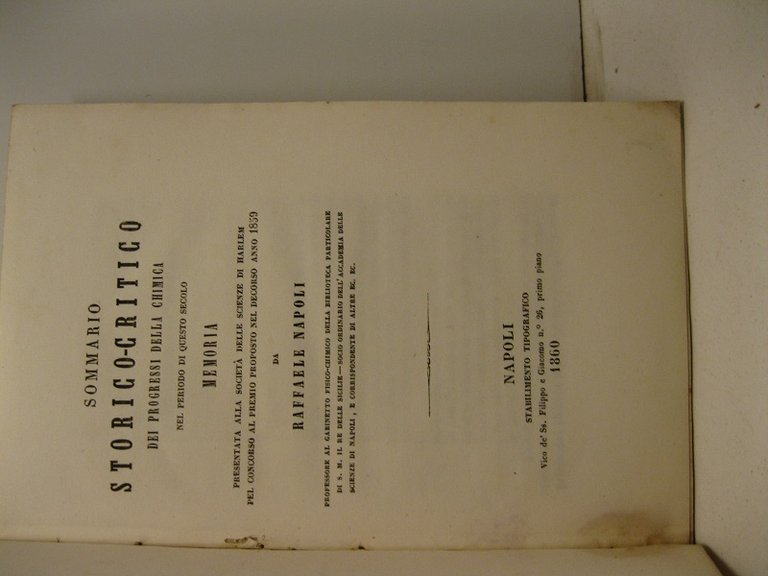 SOMMARIO
STORICO-CRITICO
DEI PROGRESSI DELLA CHIMICA
NEL PERIODO DI QUESTO SECOLO
MEMORIA
PRESENTATA ALLA SOCIETÀ DELLE SCIENZE DI HARLEM
PEL CONCORSO AL PREMIO PROPOSTO NEL DECORSO ANNO 1859
DA
RAFFAELE NAPOLI
PROFESSORE AL GABINETTO FISICO-CHIMICO DELLA BIBLIOTECA PARTICOLARE
DI S. M. IL RE DELLE SICILIE—SOCIO ORDINARIO DELL'ACCADEMIA DELLE
SCIENZE DI NAPOLI, E CORRISPONDENTE DI ALTRE EC. EC.
NAPOLI
STABILIMENTO TIPOGRAFICO
Vico de' Ss. Filippo e Giacomo n.º 26, primo piano
1860